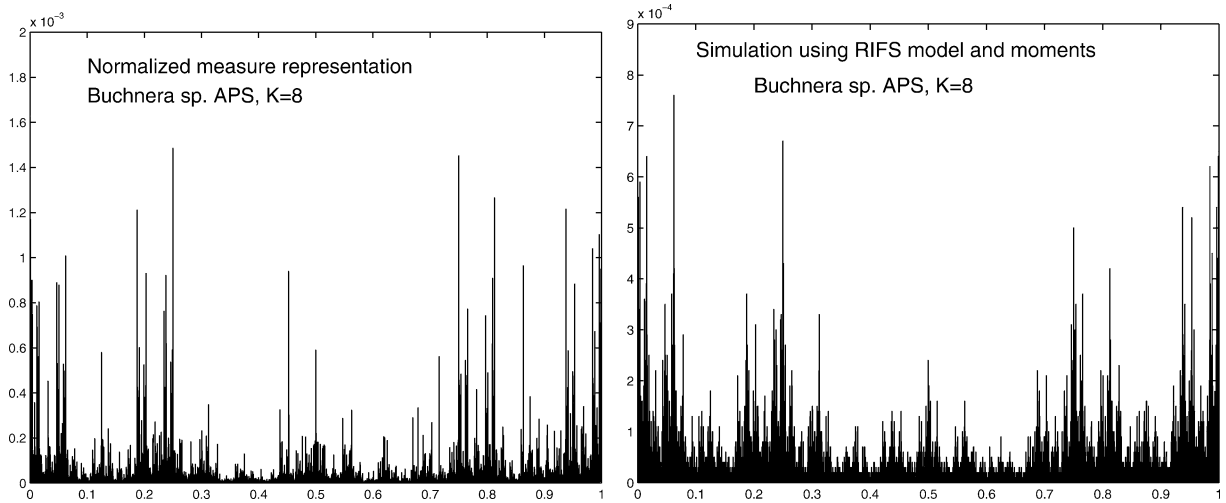 x 10⁻³
2
1.8
1.6
1.4
1.2
1
0.8
0.6
0.4
0.2
0
Normalized measure representation
Buchnera sp. APS, K=8
0 0.1 0.2 0.3 0.4 0.5 0.6 0.7 0.8 0.9 1
x 10⁻⁴
9
8
7
6
5
4
3
2
1
0
Simulation using RIFS model and moments
Buchnera sp. APS, K=8
0 0.1 0.2 0.3 0.4 0.5 0.6 0.7 0.8 0.9 1